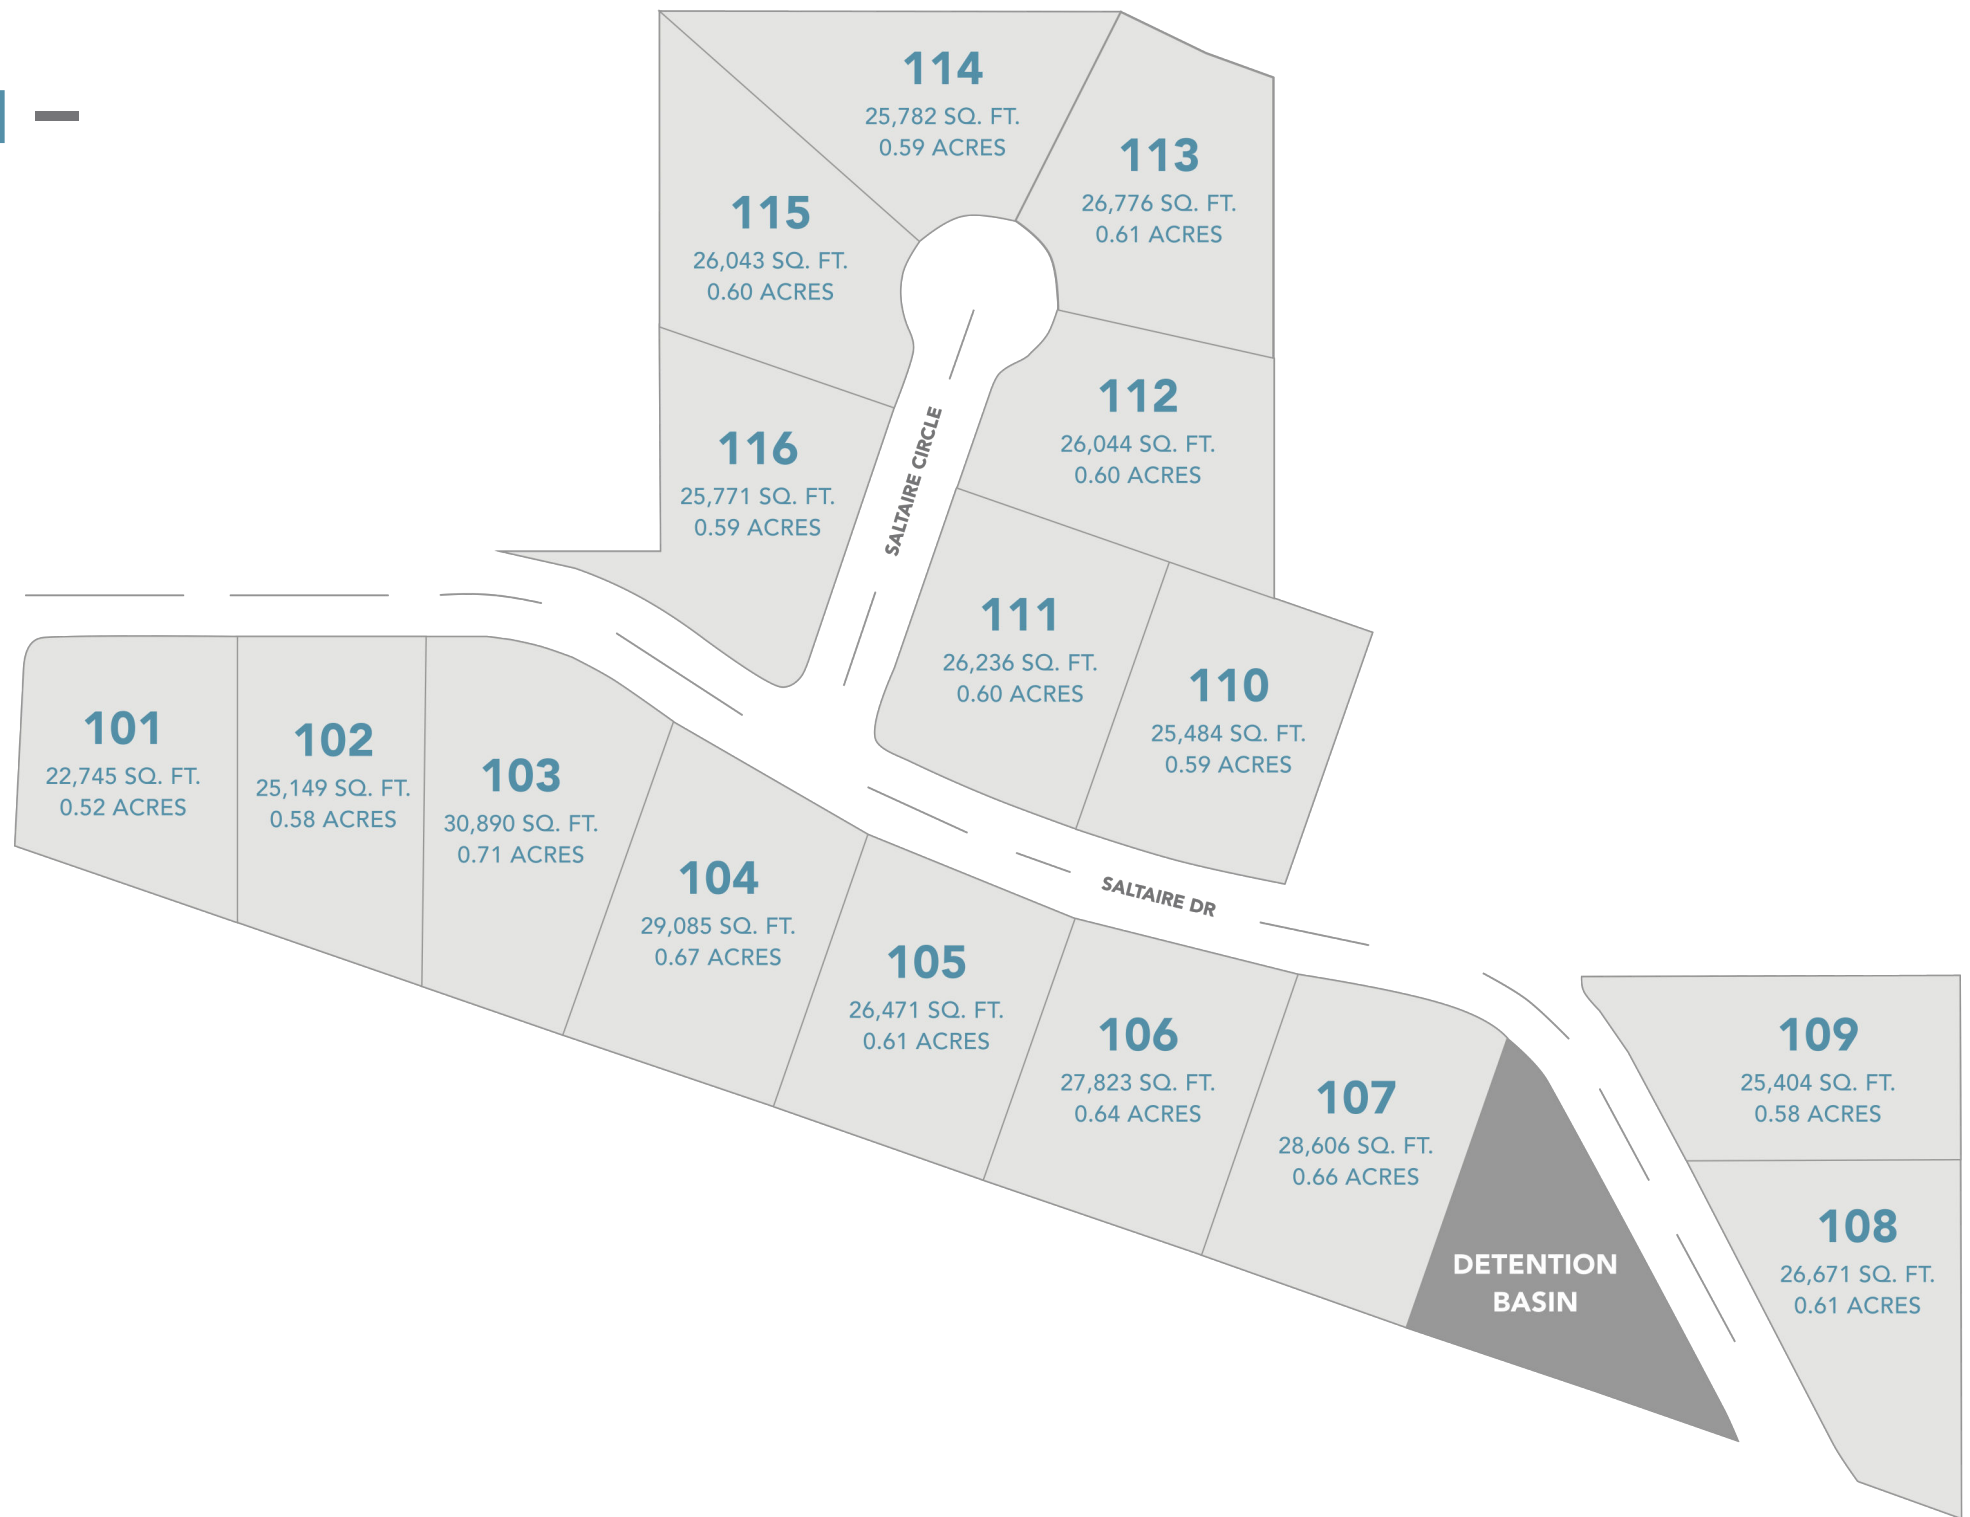 114
25,782 SQ. FT.
0.59 ACRES
113
26,776 SQ. FT.
0.61 ACRES
115
26,043 SQ. FT.
0.60 ACRES
112
26,044 SQ. FT.
0.60 ACRES
116
25,771 SQ. FT.
0.59 ACRES
SALTAIRE CIRCLE
111
26,236 SQ. FT.
0.60 ACRES
110
25,484 SQ. FT.
0.59 ACRES
101
22,745 SQ. FT.
0.52 ACRES
102
25,149 SQ. FT.
0.58 ACRES
103
30,890 SQ. FT.
0.71 ACRES
104
29,085 SQ. FT.
0.67 ACRES
SALTAIRE DR
105
26,471 SQ. FT.
0.61 ACRES
106
27,823 SQ. FT.
0.64 ACRES
107
28,606 SQ. FT.
0.66 ACRES
109
25,404 SQ. FT.
0.58 ACRES
108
26,671 SQ. FT.
0.61 ACRES
DETENTION
BASIN